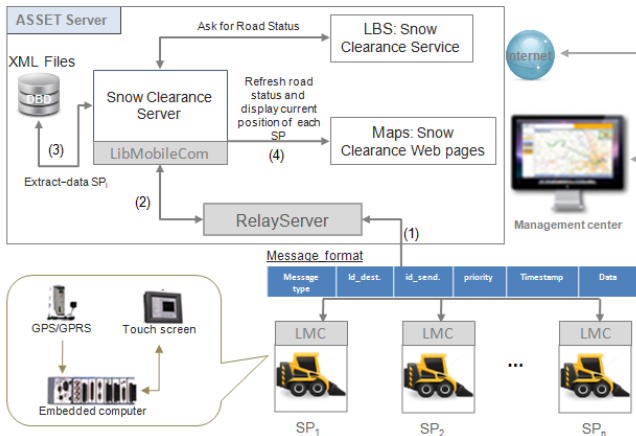 ASSET Server
Ask for Road Status
LBS: Snow
Clearance Service
Internet
XML Files
DBD
Snow Clearance
Server
LibMobileCom
Refresh road
status and
display current
position of each
SP
(4)
Maps: Snow
Clearance Web pages
(3)
Extract-data SPi
(2)
RelayServer
(1)
Management center
Message format
Message
type
Id_dest.
id_send.
priority
Timestamp
Data
GPS/GPRS
Touch screen
Embedded computer
LMC
LMC
LMC
...
SP1
SP2
SPn